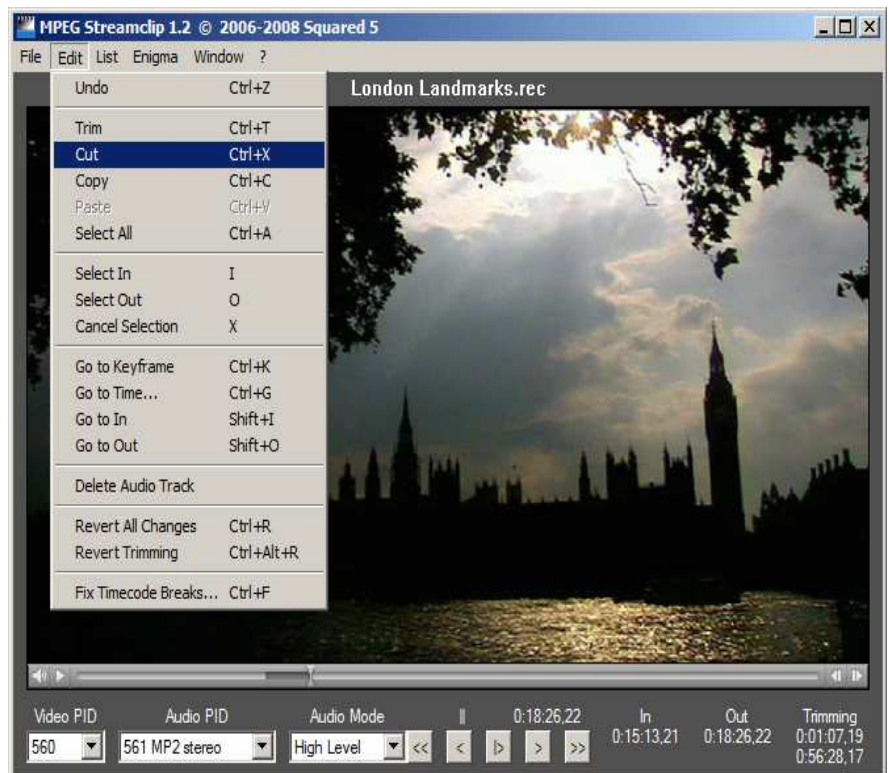 MPEG Streamclip 1.2 © 2006-2008 Squared 5
File Edit List Enigma Window ?
London Landmarks.rec
Undo Ctrl+Z
Trim Ctrl+T
Cut Ctrl+X
Copy Ctrl+C
Paste Ctrl+V
Select All Ctrl+A
Select In I
Select Out O
Cancel Selection X
Go to Keyframe Ctrl+K
Go to Time... Ctrl+G
Go to In Shift+I
Go to Out Shift+O
Delete Audio Track
Revert All Changes Ctrl+R
Revert Trimming Ctrl+Alt+R
Fix Timecode Breaks... Ctrl+F
Video PID Audio PID Audio Mode || 0:18:26,22 In Out Trimming
560 561 MP2 stereo High Level << < |> > >> 0:15:13,21 0:18:26,22 0:01:07,19
0:56:28,17